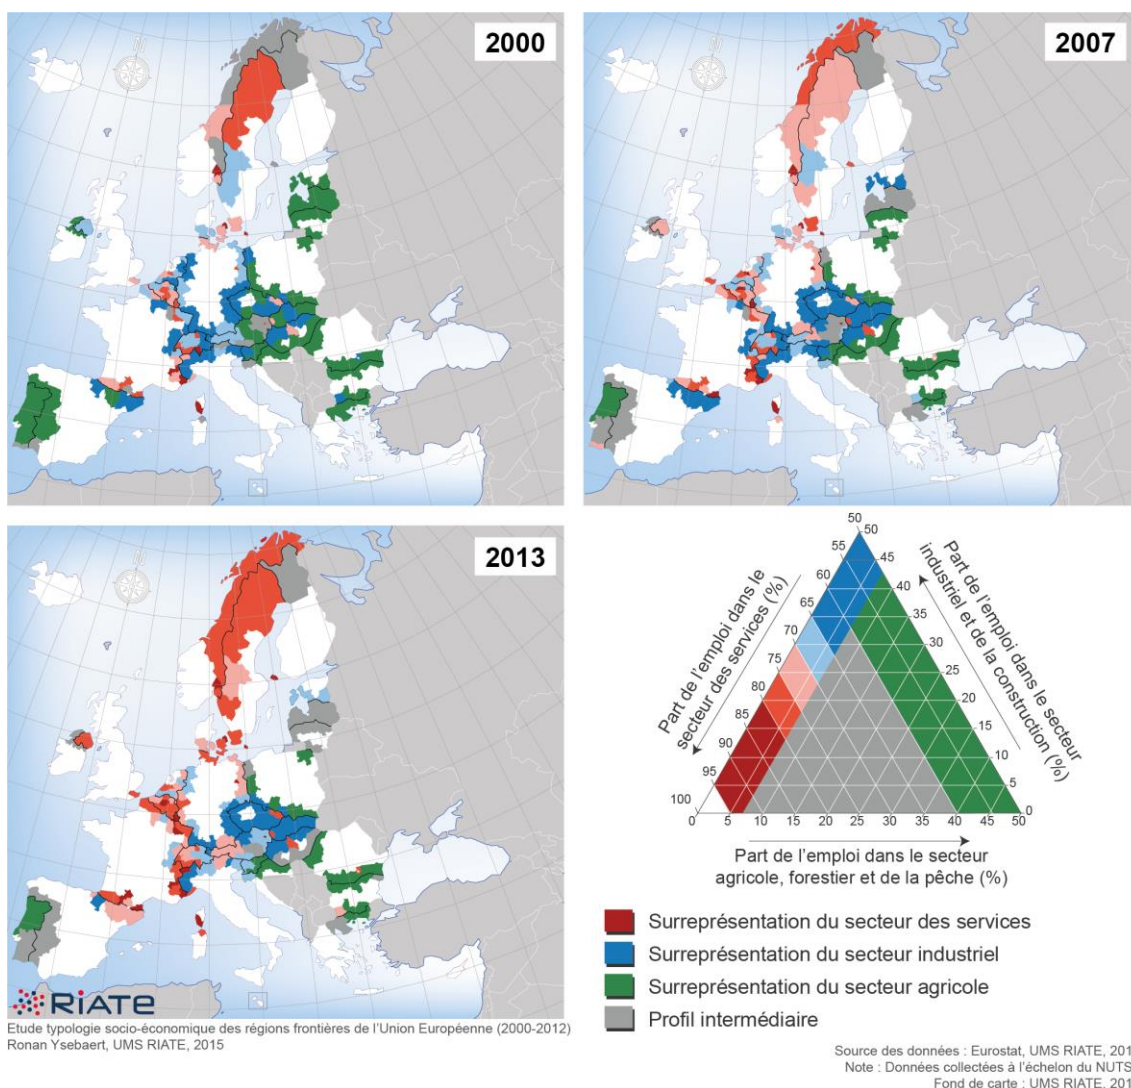 2000
2007
2013
Part de l'emploi dans le
secteur des services (%)
Part de l'emploi dans le secteur
industriel et de la construction (%)
50
55
60
65
70
75
80
85
90
95
100
50
45
40
35
30
25
20
15
10
5
0
0
5
10
15
20
25
30
35
40
45
50
Part de l'emploi dans le secteur
agricole, forestier et de la pêche (%)
Surreprésentation du secteur des services
Surreprésentation du secteur industriel
Surreprésentation du secteur agricole
Profil intermédiaire
RIATE
Etude typologie socio-économique des régions frontières de l'Union Européenne (2000-2012)
Ronan Ysebaert, UMS RIATE, 2015
Source des données : Eurostat, UMS RIATE, 201
Note : Données collectées à l'échelon du NUTS
Fond de carte : UMS RIATE, 201